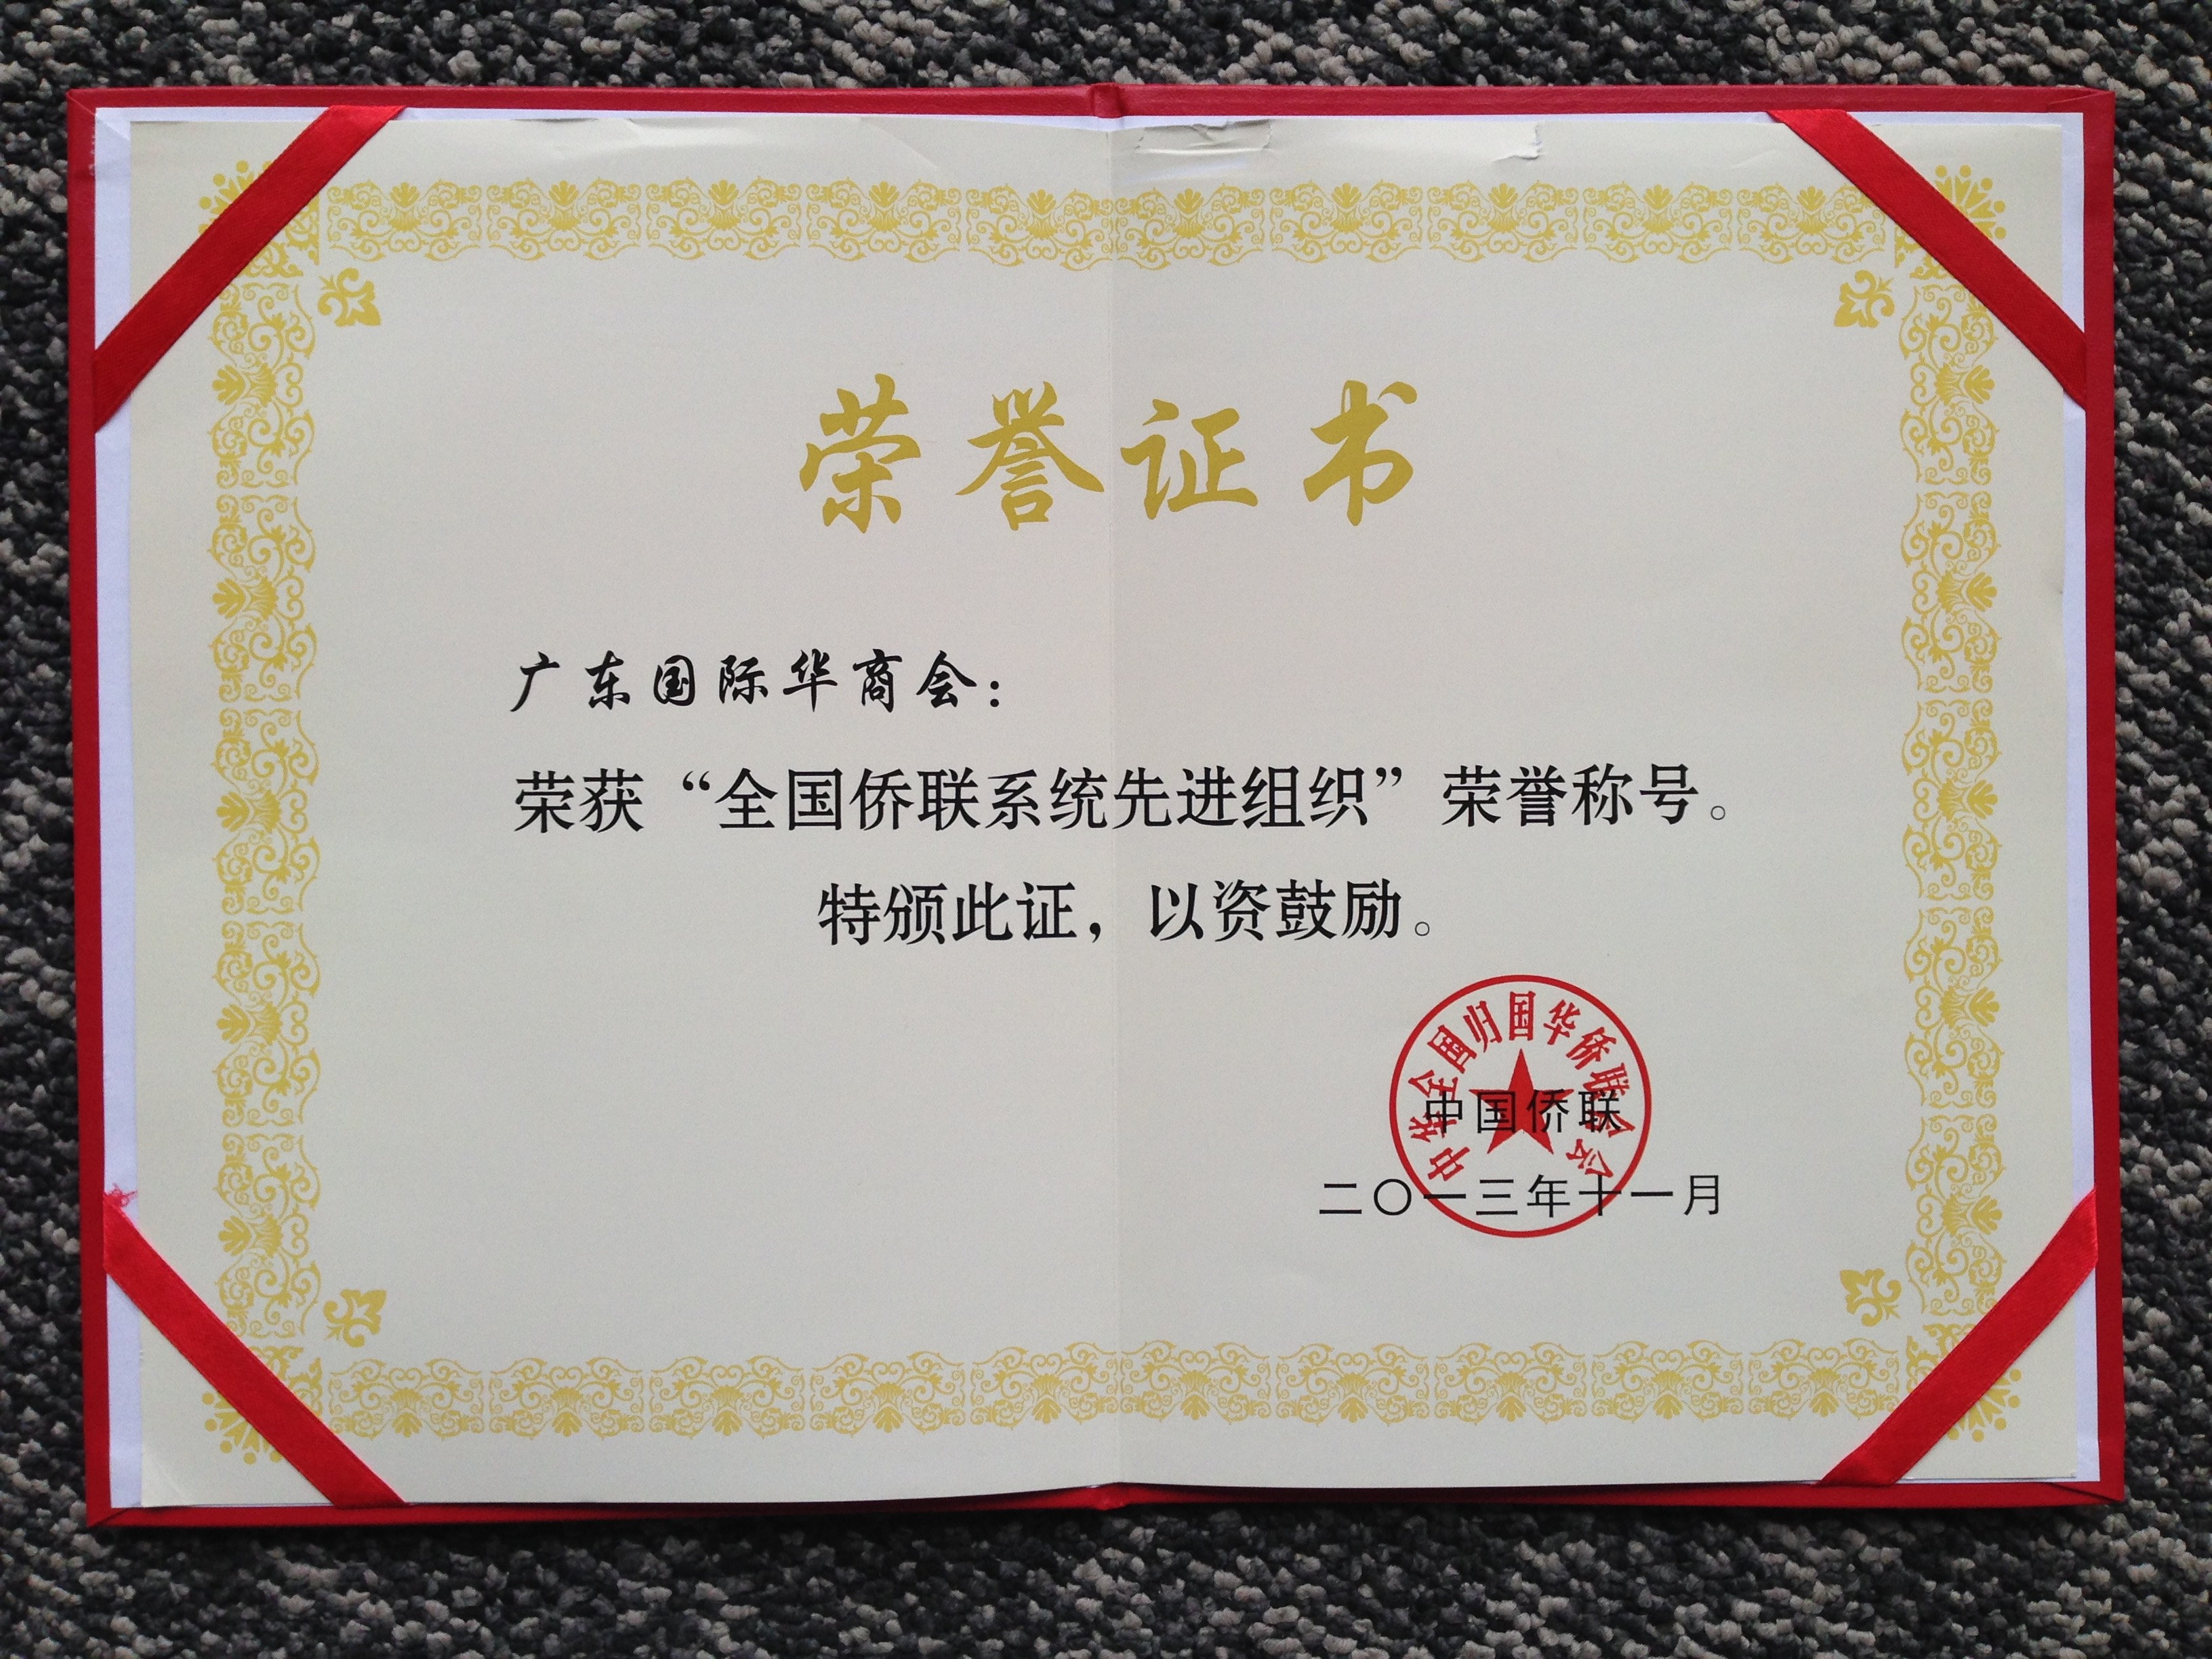 荣誉证书
广东国际华商会：
荣获“全国侨联系统先进组织”荣誉称号。
特颁此证，以资鼓励。
中华全国归国华侨联合会
中国侨联
二〇一三年十一月